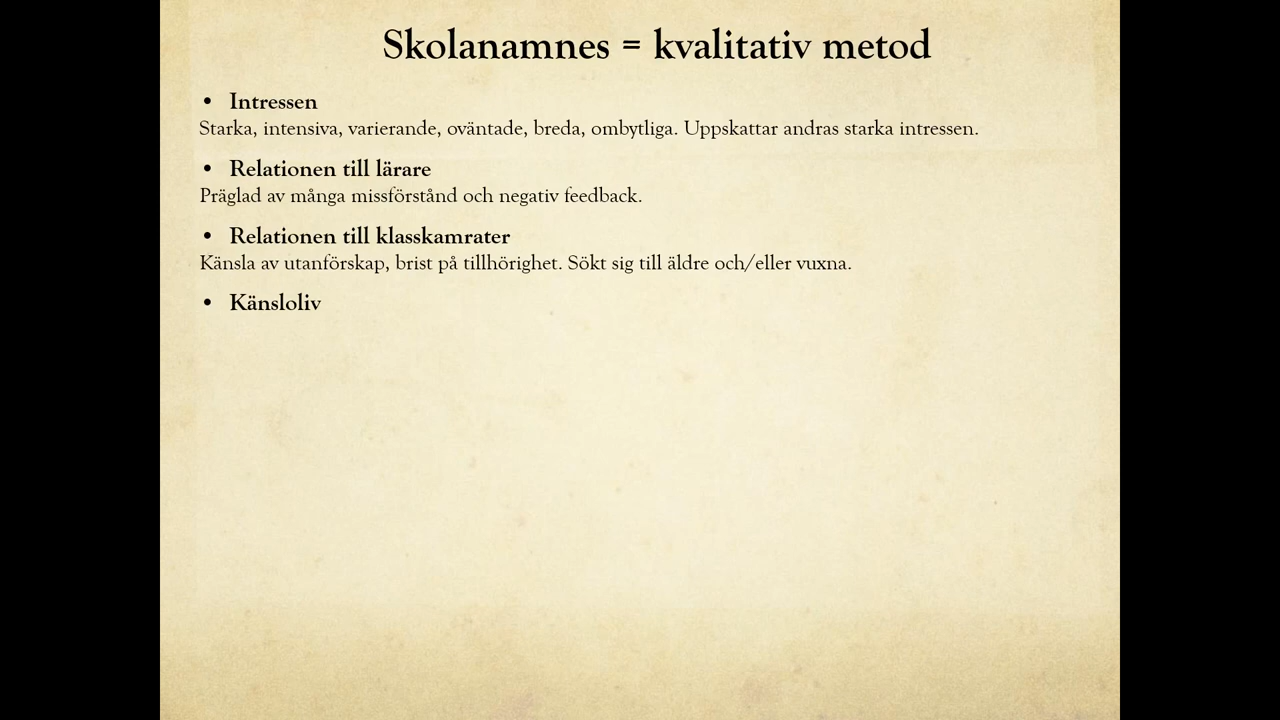 Skolanamnes = kvalitativ metod
• Intressen
Starka, intensiva, varierande, oväntade, breda, ombytliga. Uppskattar andras starka intressen.
• Relationen till lärare
Präglad av många missförstånd och negativ feedback.
• Relationen till klasskamrater
Känsla av utanförskap, brist på tillhörighet. Sökt sig till äldre och/eller vuxna.
• Känsloliv